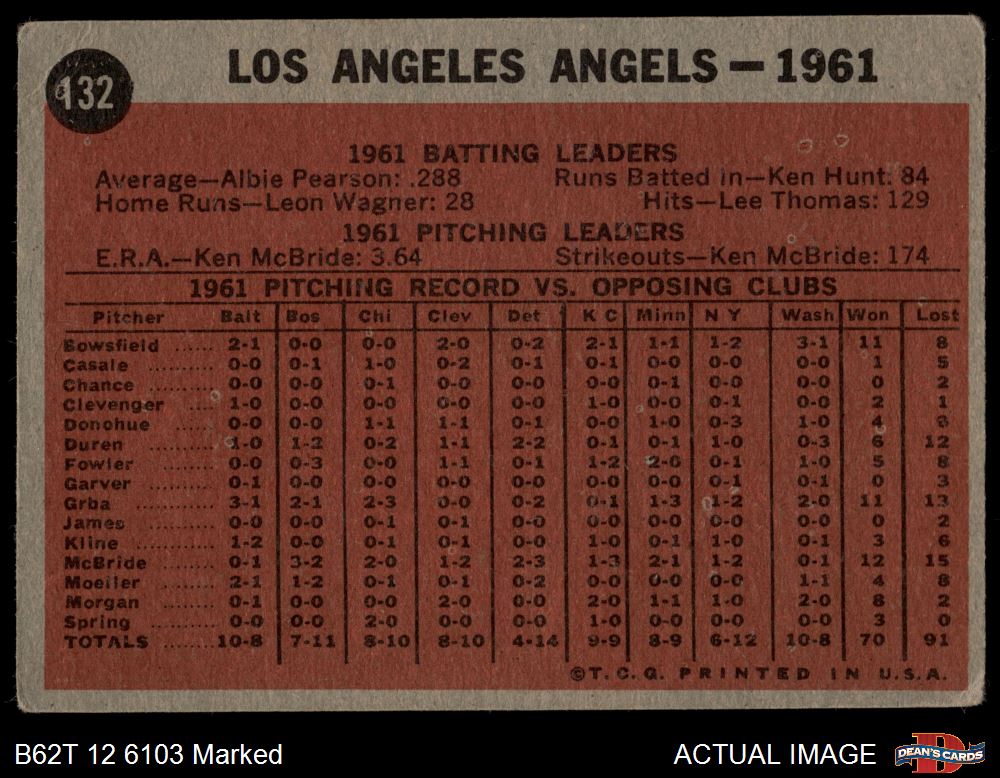 132
LOS ANGELES ANGELS — 1961
1961 BATTING LEADERS
Average—Albie Pearson: .288 Runs Batted In—Ken Hunt: 84
Home Runs—Leon Wagner: 28 Hits—Lee Thomas: 129
1961 PITCHING LEADERS
E.R.A.—Ken McBride: 3.64 Strikeouts—Ken McBride: 174
1961 PITCHING RECORD VS. OPPOSING CLUBS
Pitcher Balt Bos Chi Clev Det K C Minn N Y Wash Won Lost
Bowsfield ...... 2-1 0-0 0-0 2-0 0-2 2-1 1-1 1-2 3-1 11 8
Casale .......... 0-0 0-1 1-0 0-2 0-1 0-1 0-0 0-0 0-0 1 5
Chance ......... 0-0 0-0 0-1 0-0 0-0 0-0 0-1 0-0 0-0 0 2
Clevenger .... 1-0 0-0 0-0 0-0 0-0 1-0 0-0 0-1 0-0 2 1
Donohue ...... 0-0 0-0 1-1 1-1 0-1 0-0 1-0 0-3 1-0 4
Duren .......... 1-0 1-2 0-2 1-1 2-2 0-1 0-1 1-0 0-3 6 12
Fowler .......... 0-0 0-3 0-0 1-1 0-1 1-2 2-0 0-1 1-0 5 8
Garver .......... 0-1 0-0 0-0 0-0 0-0 0-0 0-0 0-1 0-1 0 3
Grba ............ 3-1 2-1 2-3 0-0 0-2 0-1 1-3 1-2 2-0 11 13
James .......... 0-0 0-0 0-1 0-1 0-0 0-0 0-0 0-0 0-0 0 2
Kline ............ 1-2 0-0 0-1 0-1 0-0 1-0 0-1 1-0 0-1 3 6
McBride ....... 0-1 3-2 2-0 1-2 2-3 1-3 2-1 1-2 0-1 12 15
Moeller ........ 2-1 1-2 0-1 0-1 0-2 0-0 0-0 0-0 1-1 4 8
Morgan ........ 0-1 0-0 0-0 2-0 0-0 2-0 1-1 1-0 2-0 8 2
Spring .......... 0-0 0-0 2-0 0-0 0-0 1-0 0-0 0-0 0-0 3 0
TOTALS ....... 10-8 7-11 8-10 8-10 4-14 9-9 8-9 6-12 10-8 70 91
©T.C.G. PRINTED IN U.S.A.
B62T 12 6103 Marked ACTUAL IMAGE DEAN'S CARDS